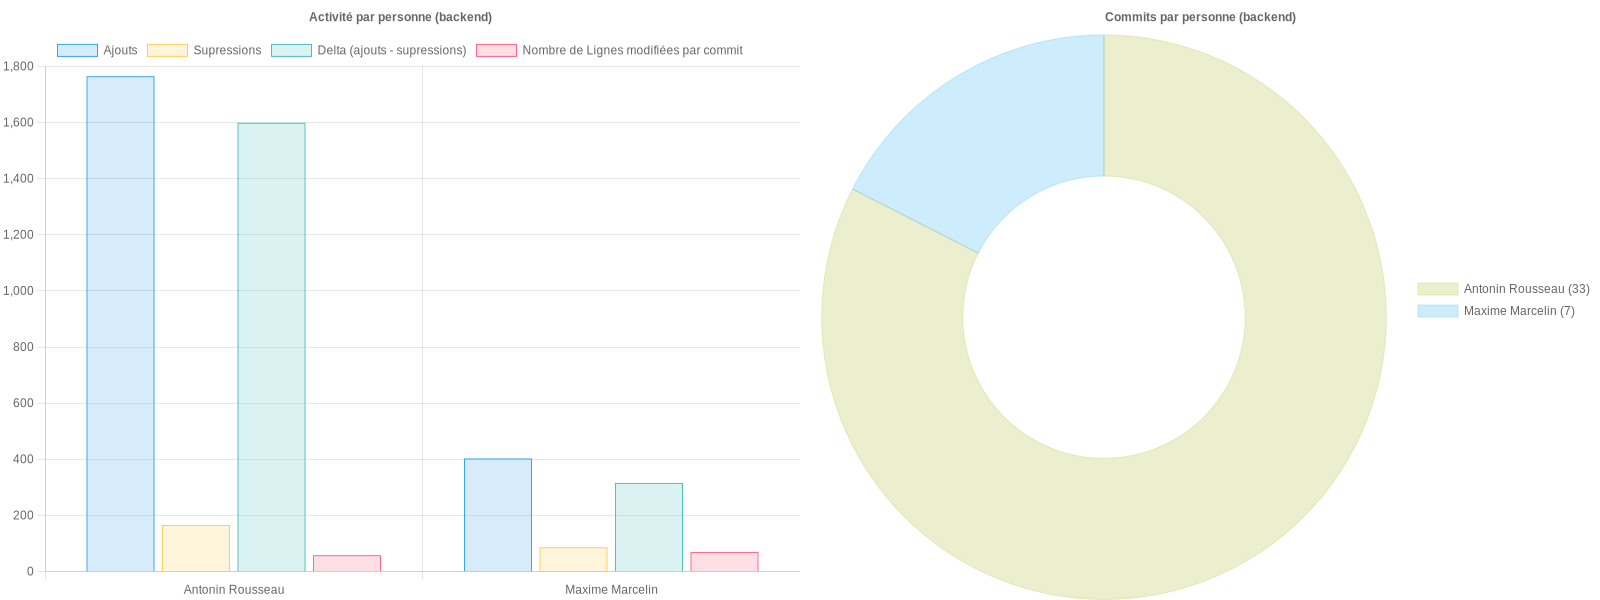 Activité par personne (backend)
Ajouts
Supressions
Delta (ajouts - supressions)
Nombre de Lignes modifiées par commit
1,800
1,600
1,400
1,200
1,000
800
600
400
200
0
Antonin Rousseau
Maxime Marcelin
Commits par personne (backend)
Antonin Rousseau (33)
Maxime Marcelin (7)